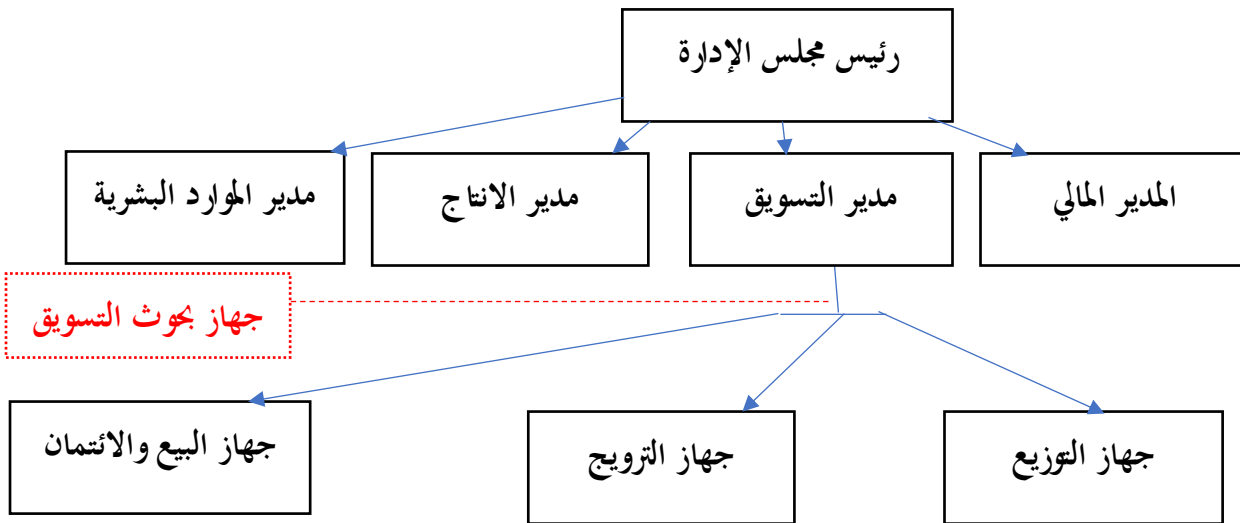 رئيس مجلس الإدارة
المدير المالي
مدير التسويق
مدير الانتاج
مدير الموارد البشرية
جهاز بحوث التسويق
جهاز التوزيع
جهاز الترويج
جهاز البيع والائتمان